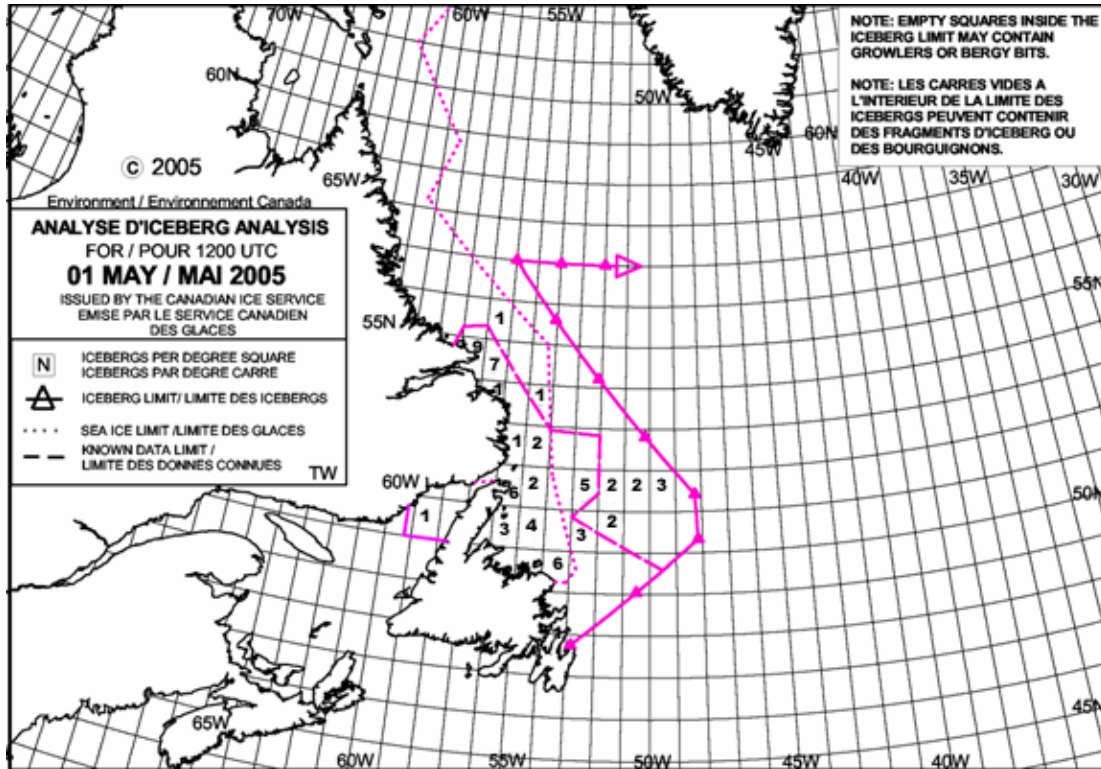 70W
60W
55W
NOTE: EMPTY SQUARES INSIDE THE
ICEBERG LIMIT MAY CONTAIN
GROWLERS OR BERGY BITS.
NOTE: LES CARRES VIDES A
L'INTERIEUR DE LA LIMITE DES
ICEBERGS PEUVENT CONTENIR
DES FRAGMENTS D'ICEBERG OU
DES BOURGUIGNONS.
60N
50W
60N
45W
© 2005
65W
40W
35W
30W
Environment / Environnement Canada
ANALYSE D'ICEBERG ANALYSIS
FOR / POUR 1200 UTC
01 MAY / MAI 2005
ISSUED BY THE CANADIAN ICE SERVICE
EMISE PAR LE SERVICE CANADIEN
DES GLACES
N ICEBERGS PER DEGREE SQUARE
ICEBERGS PAR DEGRE CARRE
ICEBERG LIMIT/ LIMITE DES ICEBERGS
SEA ICE LIMIT /LIMITE DES GLACES
KNOWN DATA LIMIT /
LIMITE DES DONNES CONNUES
TW
55N
55N
1
9 9
7
1 1
1 2
60W
6 2 5 2 2 3
50N
1 3 4 3 2
6
65W
45N
60W
55W
50W
45W
40W